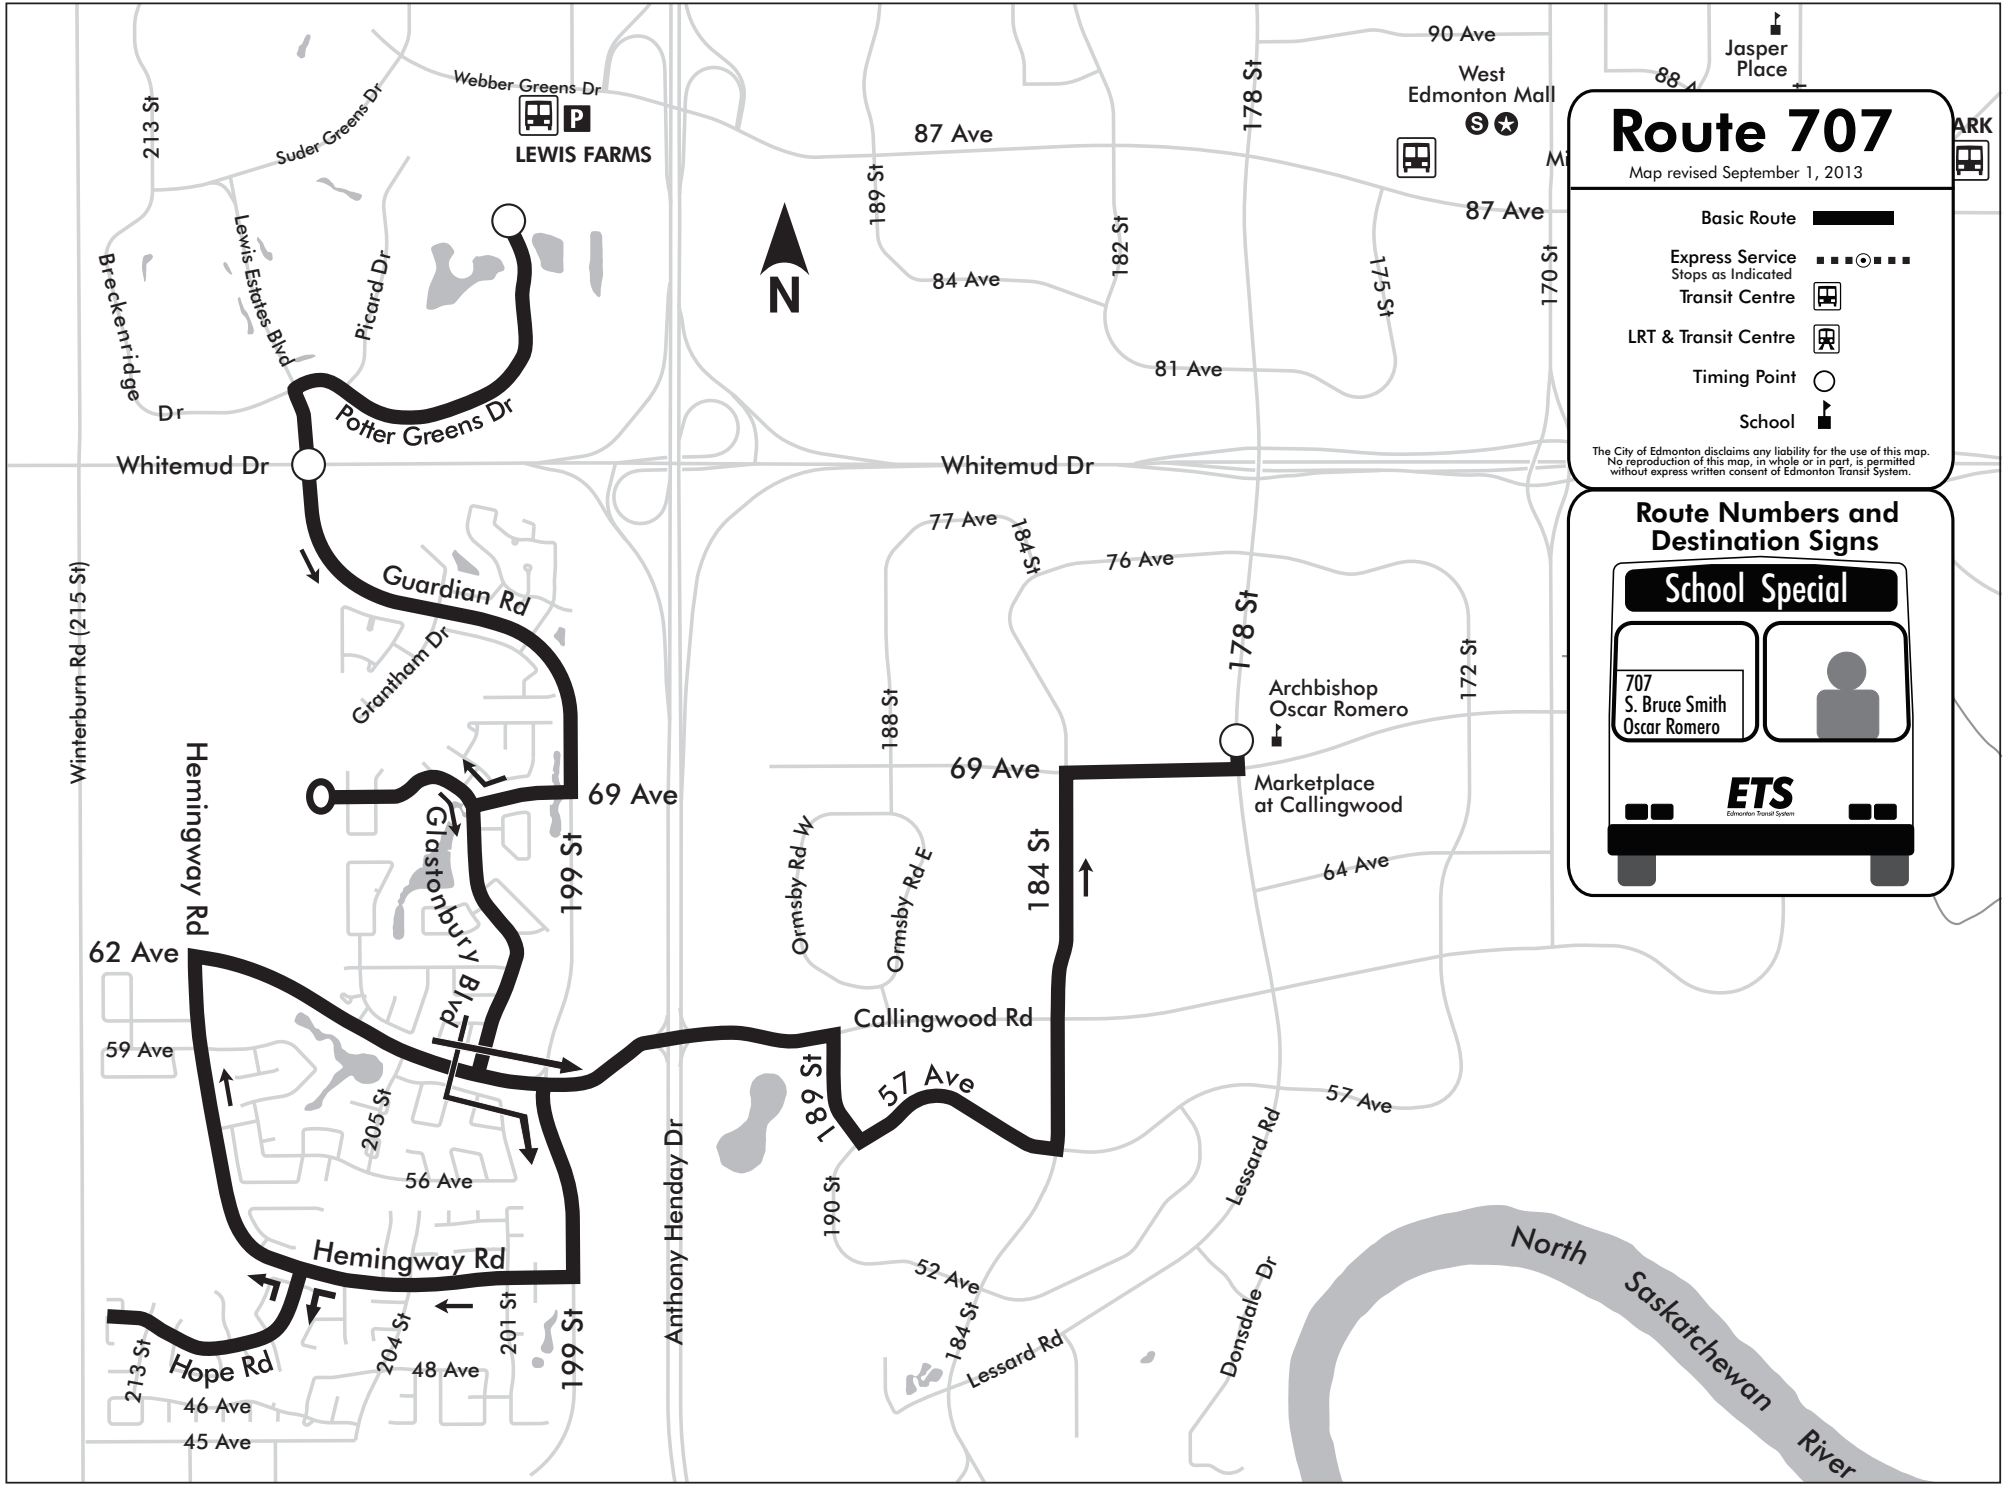 90 Ave
Jasper
Place
West
Edmonton Mall
S
88 A
Webber Greens Dr
P
LEWIS FARMS
213 St
Suder Greens Dr
87 Ave
178 St
Route 707
Map revised September 1, 2013
ARK
Mi
189 St
87 Ave
Basic Route
Express Service
Stops as Indicated
Transit Centre
LRT & Transit Centre
Timing Point
School
The City of Edmonton disclaims any liability for the use of this map.
No reproduction of this map, in whole or in part, is permitted
without express written consent of Edmonton Transit System.
Lewis Estates Blvd
Breckenridge
Dr
Picard Dr
N
84 Ave
182 St
175 St
170 St
81 Ave
Potter Greens Dr
Whitemud Dr
Whitemud Dr
Route Numbers and
Destination Signs
School Special
707
S. Bruce Smith
Oscar Romero
ETS
Edmonton Transit System
77 Ave
184 St
76 Ave
Winterburn Rd (215 St)
Guardian Rd
Grantham Dr
178 St
172 St
188 St
Archbishop
Oscar Romero
Hemingway Rd
69 Ave
69 Ave
Marketplace
at Callingwood
Glastonbury Blvd
199 St
Ormsby Rd W
Ormsby Rd E
184 St
64 Ave
62 Ave
Callingwood Rd
59 Ave
205 St
189 St
57 Ave
57 Ave
Anthony Henday Dr
Lessard Rd
56 Ave
190 St
Hemingway Rd
52 Ave
North Saskatchewan River
Donsdale Dr
201 St
199 St
204 St
184 St
Lessard Rd
213 St
Hope Rd
48 Ave
46 Ave
45 Ave